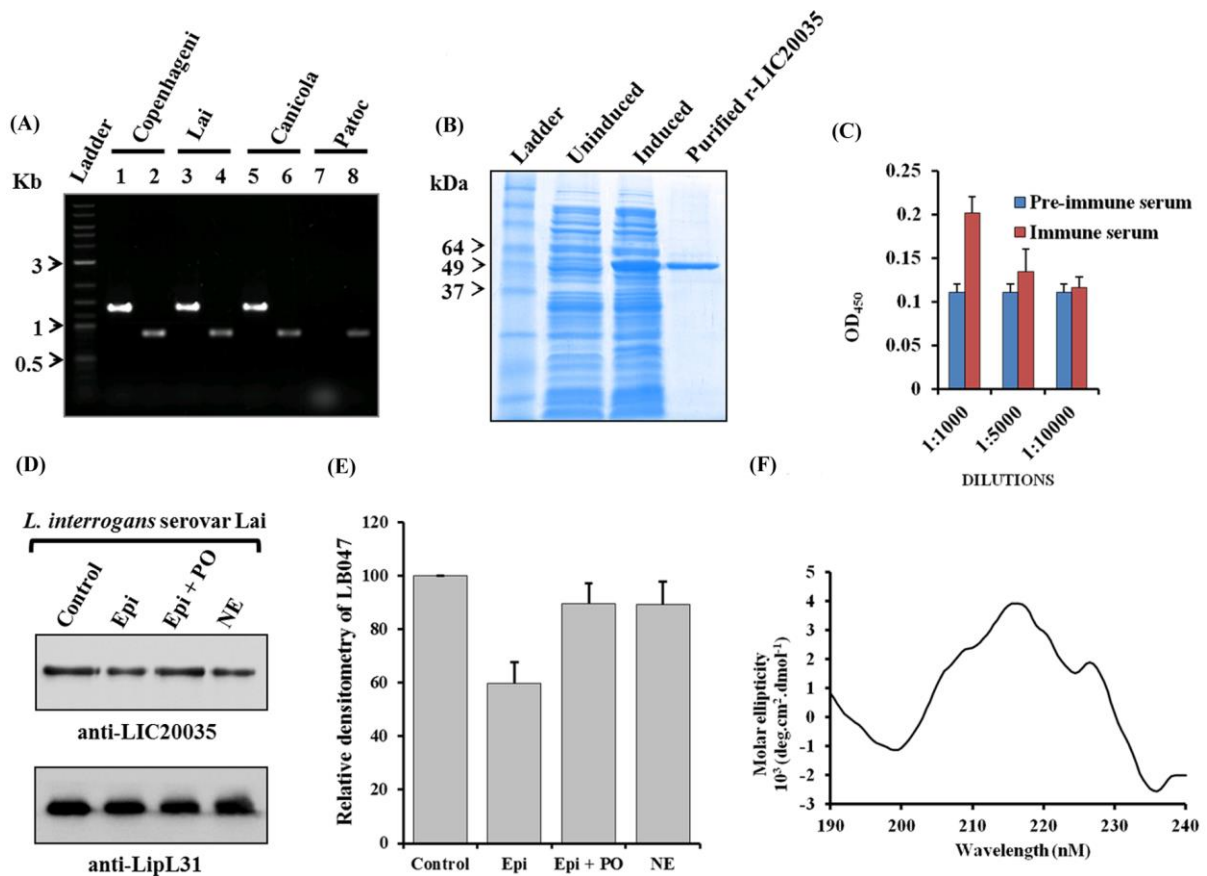 (A)
Ladder
Copenhageni
Lai
Canicola
Patoc
Kb
1 2 3 4 5 6 7 8
3
1
0.5
(B)
Ladder
Uninduced
Induced
Purified r-LIC20035
kDa
64
49
37
(C)
0.25
0.2
0.15
0.1
0.05
0
OD450
Pre-immune serum
Immune serum
1:1000
1:5000
1:10000
DILUTIONS
(D)
L. interrogans serovar Lai
Control
Epi
Epi + PO
NE
anti-LIC20035
anti-LipL31
(E)
Relative densitometry of LB047
120
100
80
60
40
20
0
Control Epi Epi + PO NE
(F)
Molar ellipticity
10³ (deg.cm².dmol⁻¹)
5
4
3
2
1
0
-1
-2
-3
190 200 210 220 230 240
Wavelength (nM)